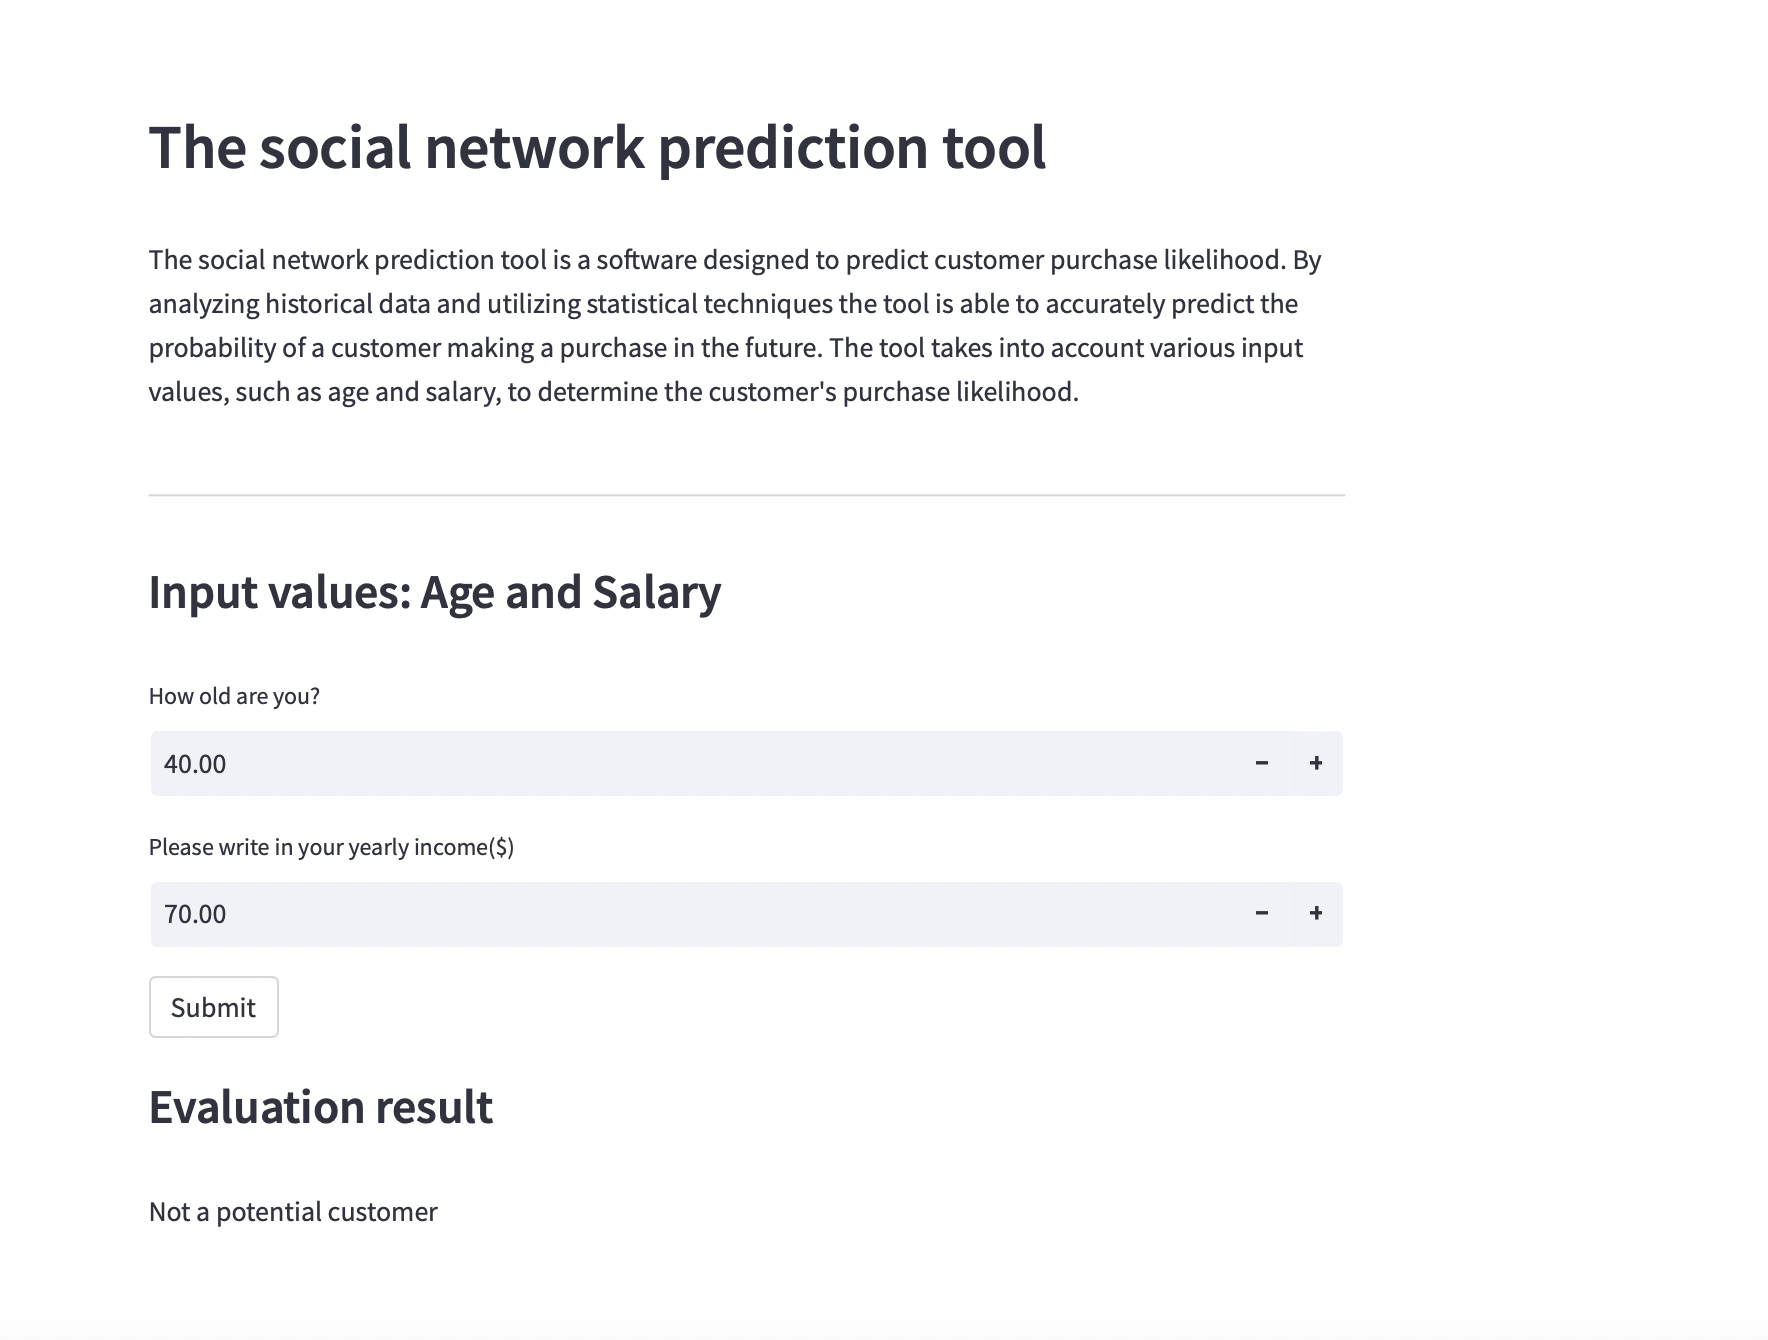 The social network prediction tool
The social network prediction tool is a software designed to predict customer purchase likelihood. By
analyzing historical data and utilizing statistical techniques the tool is able to accurately predict the
probability of a customer making a purchase in the future. The tool takes into account various input
values, such as age and salary, to determine the customer's purchase likelihood.
Input values: Age and Salary
How old are you?
40.00 − +
Please write in your yearly income($)
70.00 − +
Submit
Evaluation result
Not a potential customer